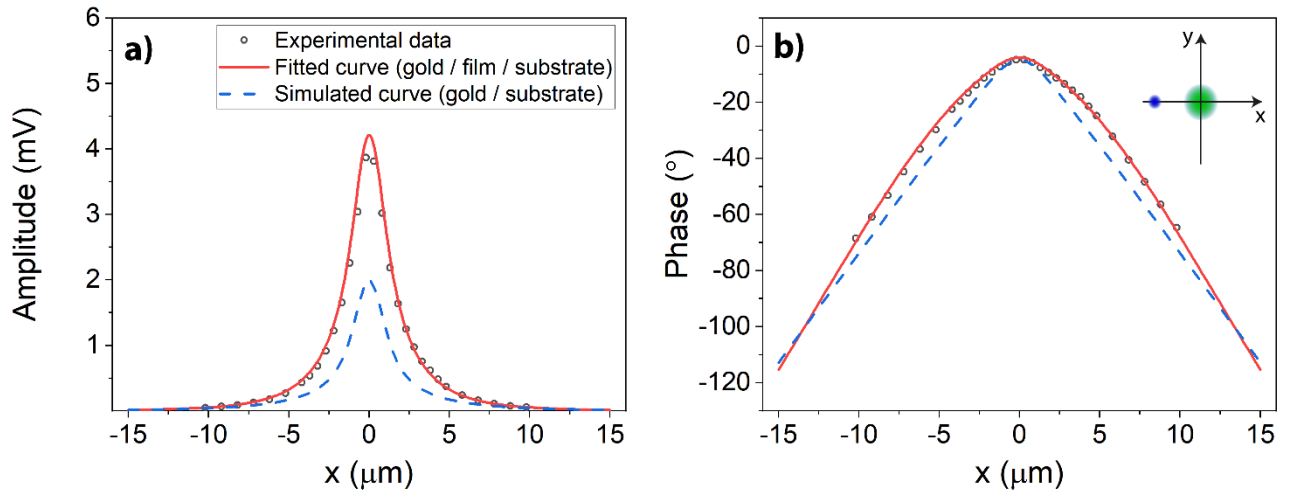 a)
Experimental data
Fitted curve (gold / film / substrate)
Simulated curve (gold / substrate)
Amplitude (mV)
6
5
4
3
2
1
-15 -10 -5 0 5 10 15
x (μm)
b)
y
x
Phase (°)
0
-20
-40
-60
-80
-100
-120
-15 -10 -5 0 5 10 15
x (μm)